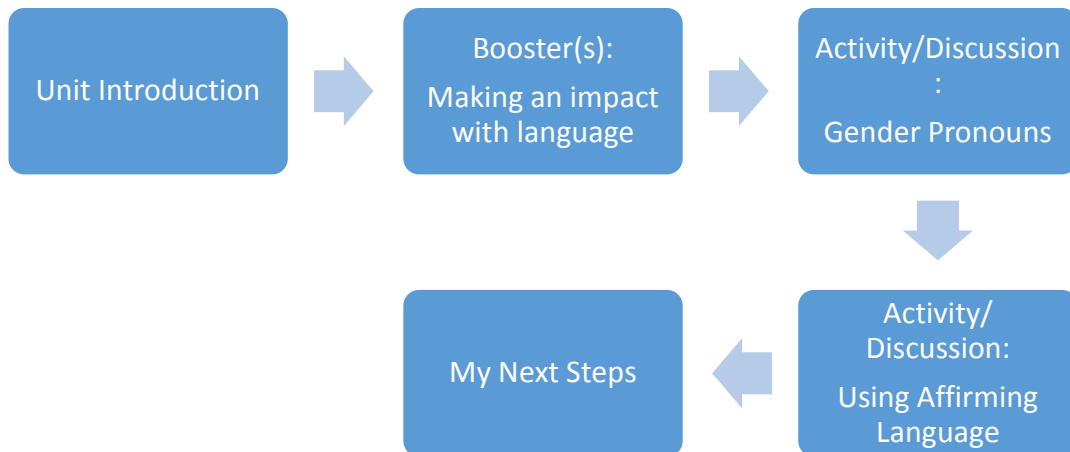 Unit Introduction
Booster(s):
Making an impact
with language
Activity/Discussion
:
Gender Pronouns
Activity/
Discussion:
Using Affirming
Language
My Next Steps